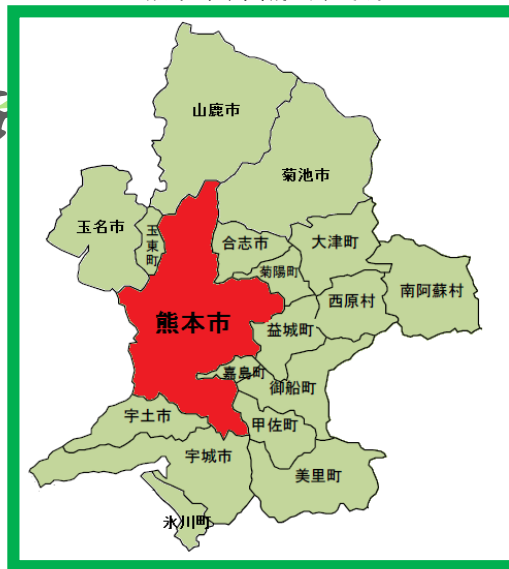 山鹿市
菊池市
玉名市
玉東町
合志市
大津町
菊陽町
南阿蘇村
西原村
熊本市
益城町
嘉島町
御船町
宇土市
甲佐町
宇城市
美里町
氷川町